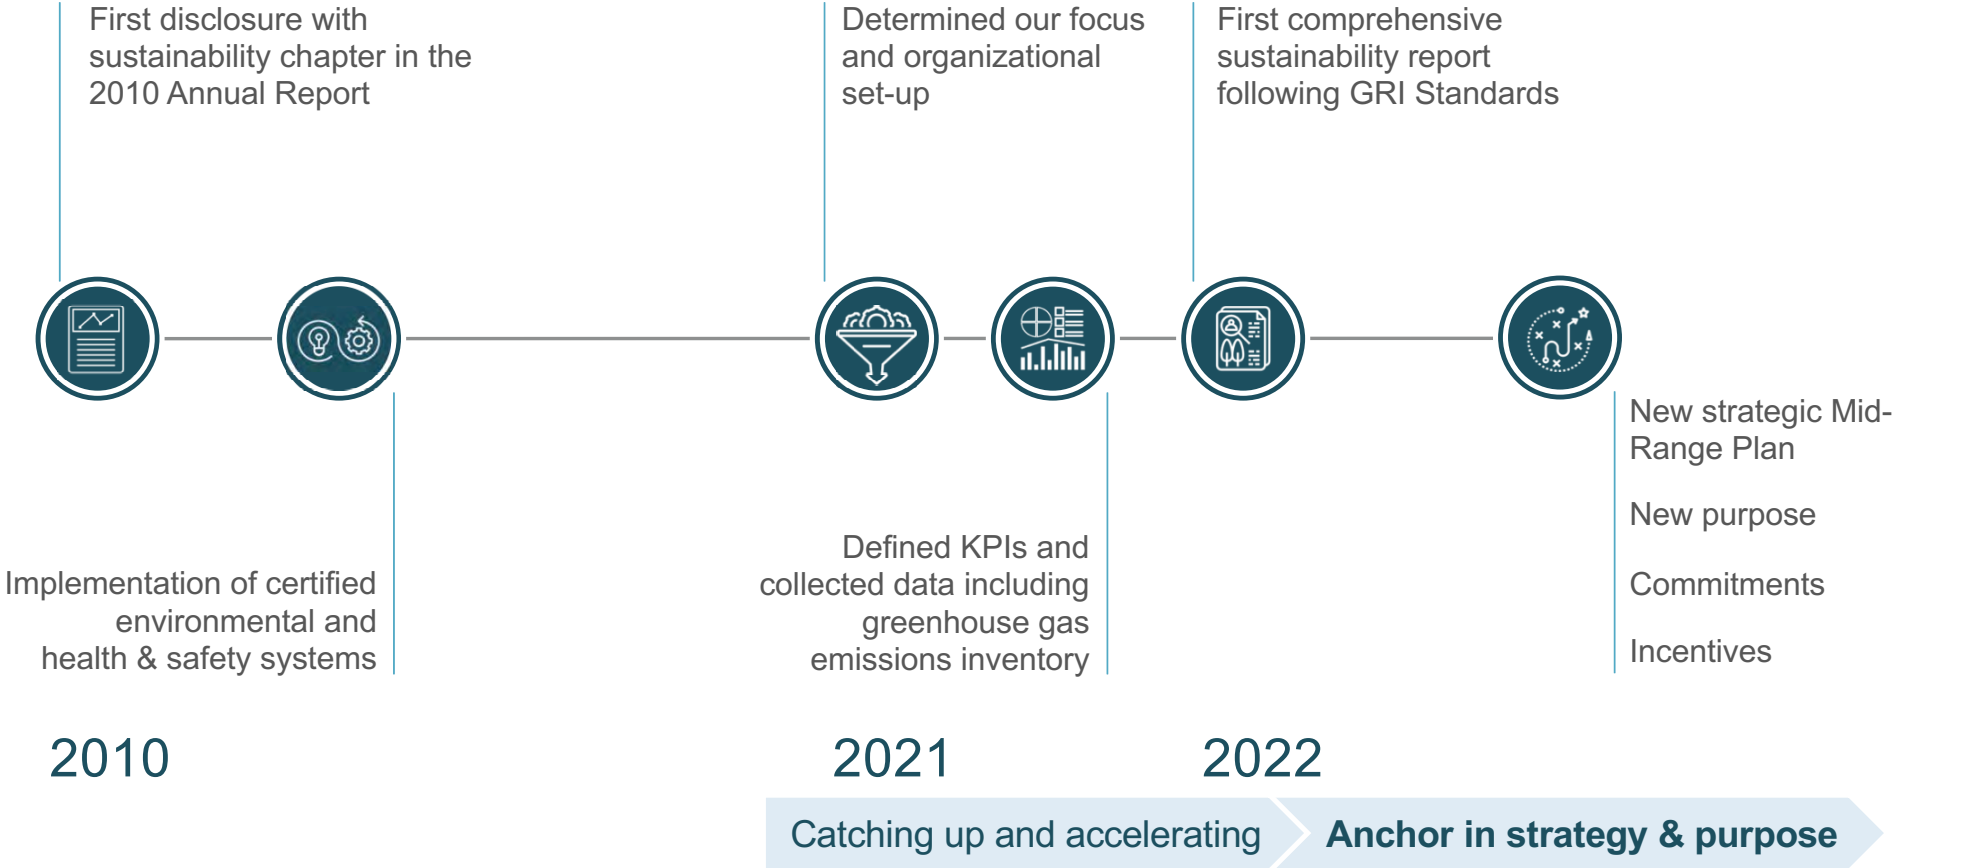 First disclosure with
sustainability chapter in the
2010 Annual Report
Determined our focus
and organizational
set-up
First comprehensive
sustainability report
following GRI Standards
Implementation of certified
environmental and
health & safety systems
Defined KPIs and
collected data including
greenhouse gas
emissions inventory
New strategic Mid-
Range Plan
New purpose
Commitments
Incentives
2010
2021
2022
Catching up and accelerating
Anchor in strategy & purpose